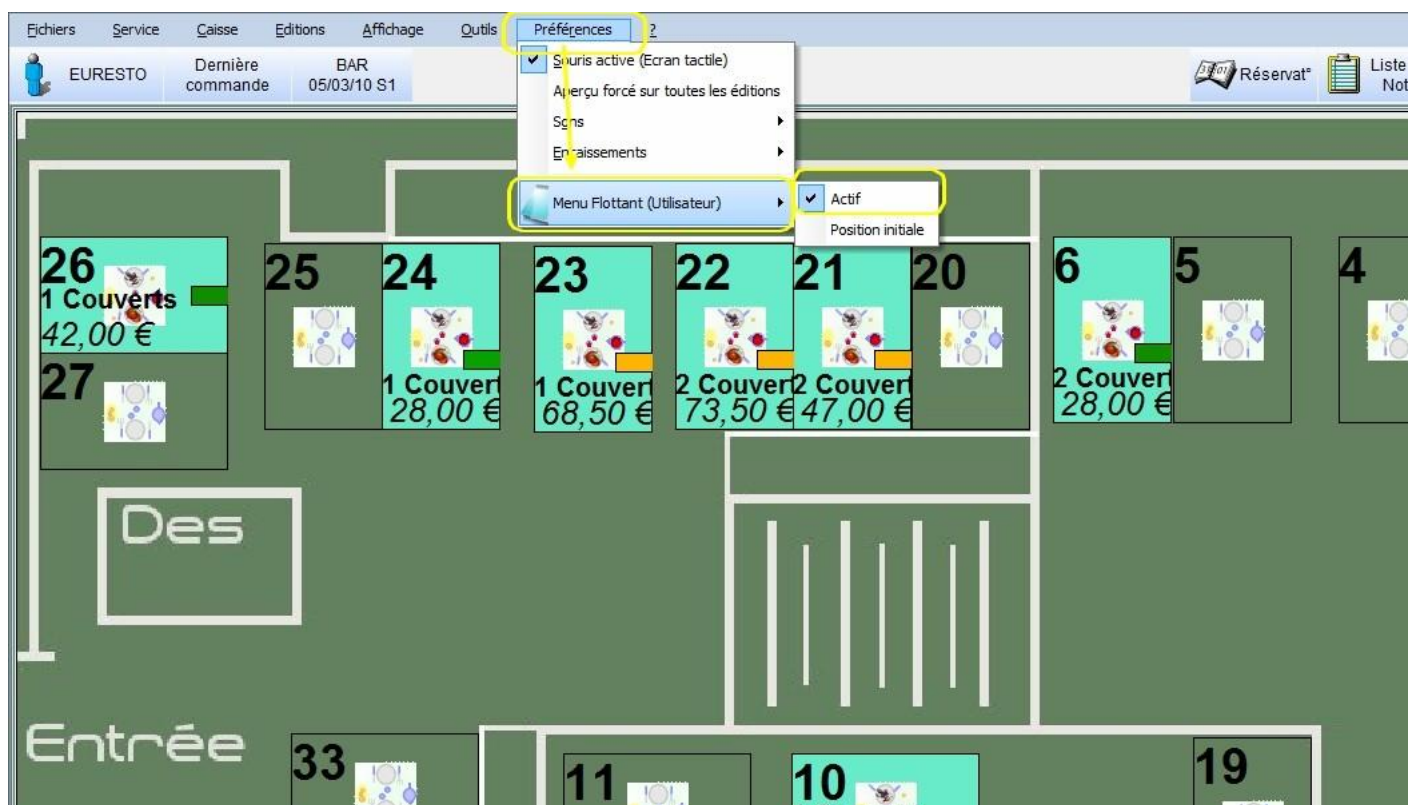 Fichiers Service Caisse Editions Affichage Outils Préférences ?
EURESTO
Dernière
commande
BAR
05/03/10 S1
Réservat°
Liste
Not
Souris active (Ecran tactile)
Aperçu forcé sur toutes les éditions
Sons
Encaissements
Menu Flottant (Utilisateur)
Actif
Position initiale
26
1 Couverts
42,00 €
27
25
24
1 Couvert
28,00 €
23
1 Couvert
68,50 €
22
2 Couvert
73,50 €
21
2 Couvert
47,00 €
20
6
2 Couvert
28,00 €
5
4
Des
Entrée
33
11
10
19